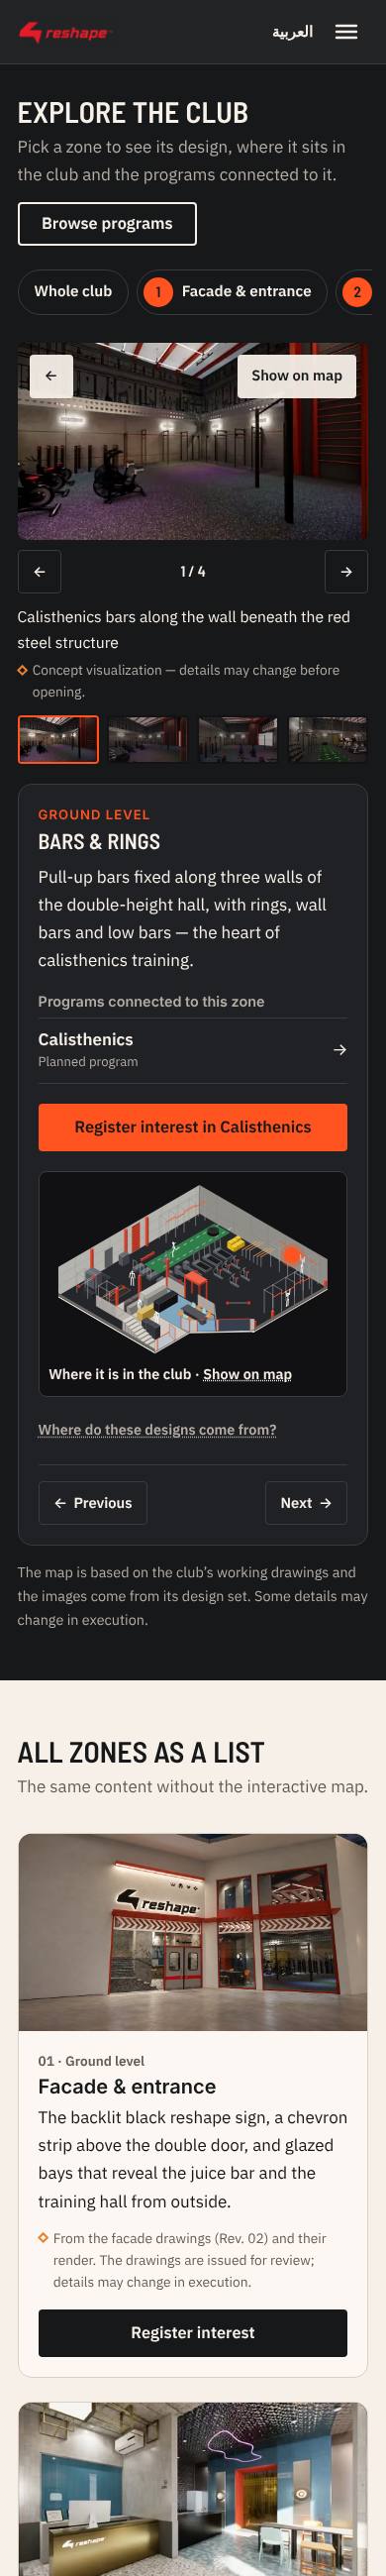 reshape
العربية
EXPLORE THE CLUB
Pick a zone to see its design, where it sits in
the club and the programs connected to it.
Browse programs
Whole club
1 Facade & entrance
2
←
Show on map
← 1 / 4 →
Calisthenics bars along the wall beneath the red
steel structure
Concept visualization — details may change before
opening.
GROUND LEVEL
BARS & RINGS
Pull-up bars fixed along three walls of
the double-height hall, with rings, wall
bars and low bars — the heart of
calisthenics training.
Programs connected to this zone
Calisthenics
Planned program
→
Register interest in Calisthenics
Where it is in the club · Show on map
Where do these designs come from?
← Previous
Next →
The map is based on the club’s working drawings and
the images come from its design set. Some details may
change in execution.
ALL ZONES AS A LIST
The same content without the interactive map.
reshape
01 · Ground level
Facade & entrance
The backlit black reshape sign, a chevron
strip above the double door, and glazed
bays that reveal the juice bar and the
training hall from outside.
From the facade drawings (Rev. 02) and their
render. The drawings are issued for review;
details may change in execution.
Register interest
reshape